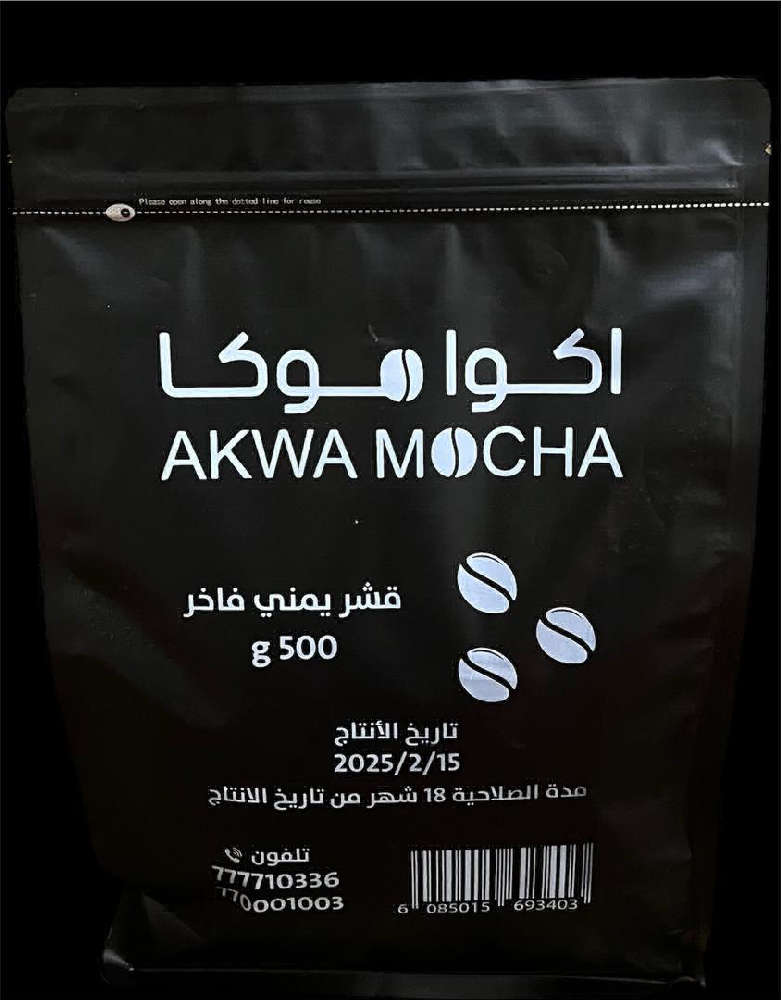 Please open along the dotted line for reuse
اكوا موكا
AKWA MOCHA
قشر يمني فاخر
500 g
تاريخ الأنتاج
2025/2/15
مدة الصلاحية 18 شهر من تاريخ الانتاج
تلفون
777710336
770001003
6 085015 693403